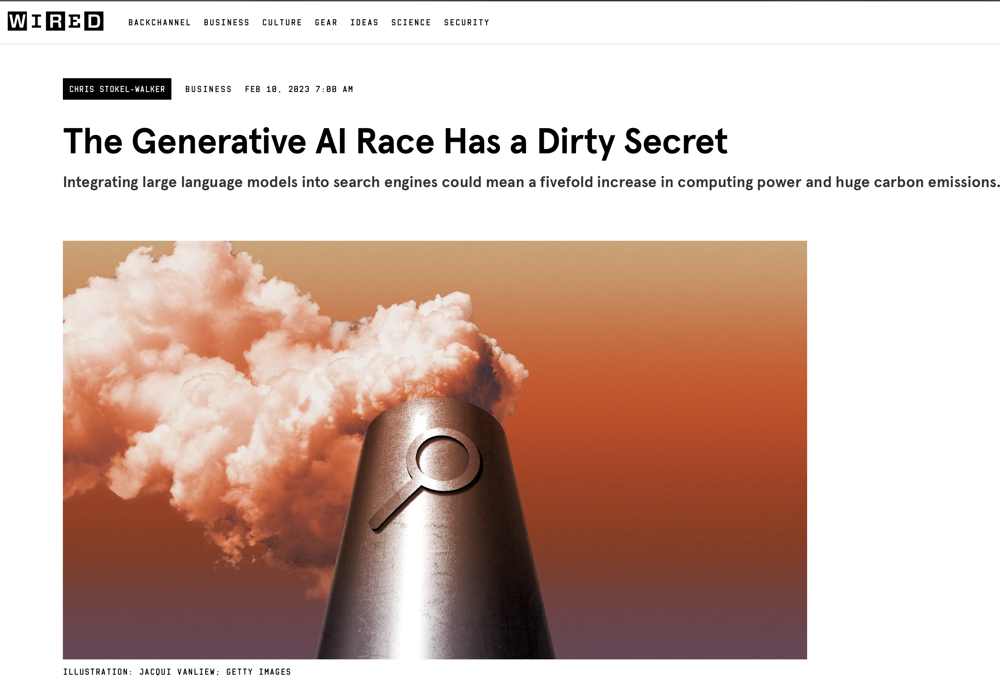 WIRED BACKCHANNEL BUSINESS CULTURE GEAR IDEAS SCIENCE SECURITY
CHRIS STOKEL-WALKER BUSINESS FEB 10, 2023 7:00 AM
The Generative AI Race Has a Dirty Secret
Integrating large language models into search engines could mean a fivefold increase in computing power and huge carbon emissions.
ILLUSTRATION: JACQUI VANLIEW; GETTY IMAGES